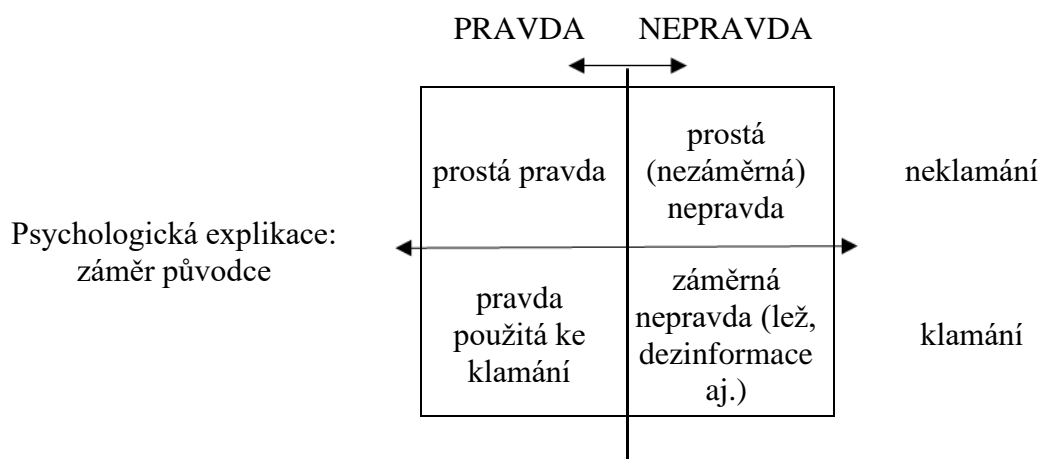 PRAVDA NEPRAVDA
prostá pravda
prostá
(nezáměrná)
nepravda
neklamání
Psychologická explikace:
záměr původce
pravda
použitá ke
klamání
záměrná
nepravda (lež,
dezinformace
aj.)
klamání